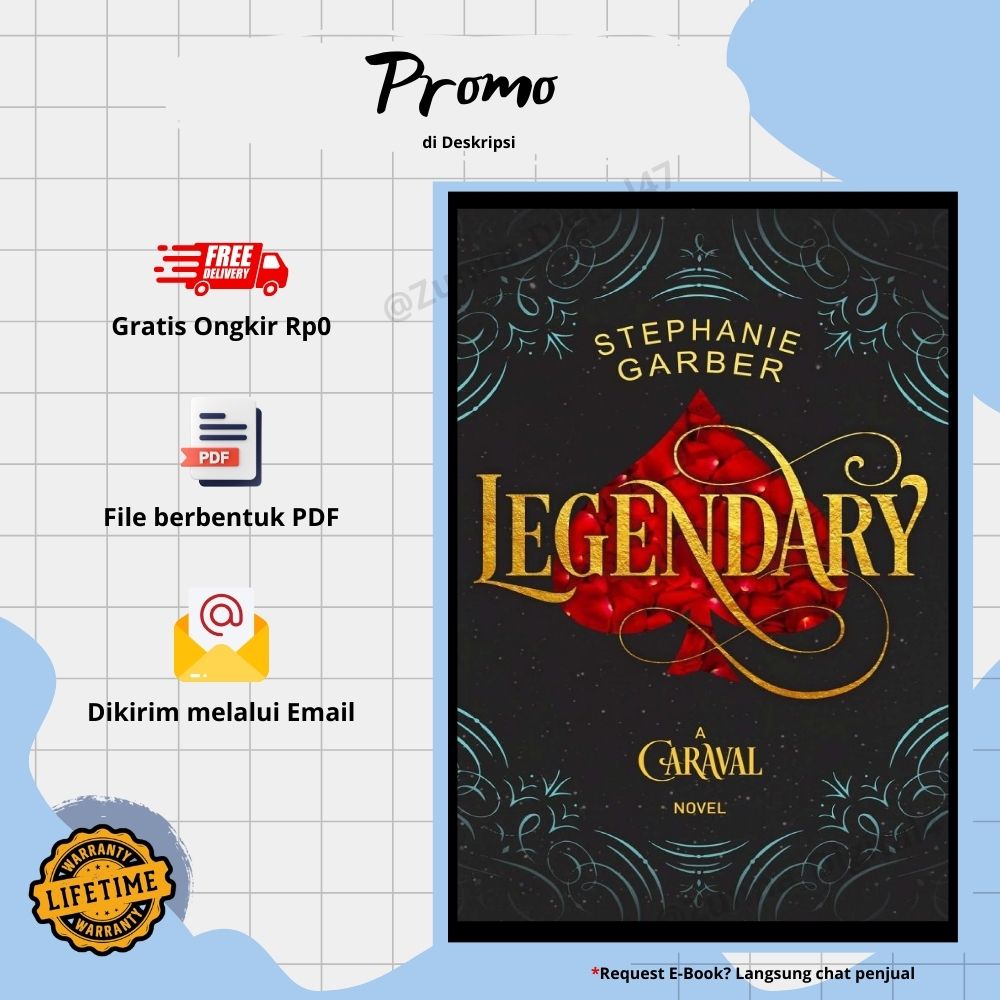 Promo
di Deskripsi
FREE
DELIVERY
Gratis Ongkir Rp0
PDF
File berbentuk PDF
@
Dikirim melalui Email
WARRANTY
LIFETIME
WARRANTY
STEPHANIE
GARBER
LEGENDARY
A
CARAVAL
NOVEL
*Request E-Book? Langsung chat penjual